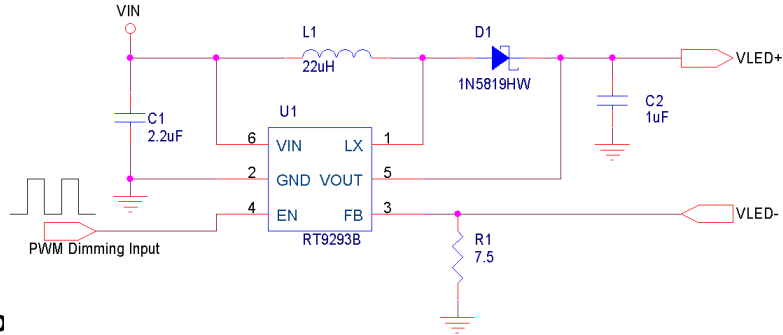 VIN
L1
22uH
D1
1N5819HW
VLED+
C1
2.2uF
C2
1uF
U1
6 VIN LX 1
2 GND VOUT 5
4 EN FB 3
RT9293B
PWM Dimming Input
VLED-
R1
7.5